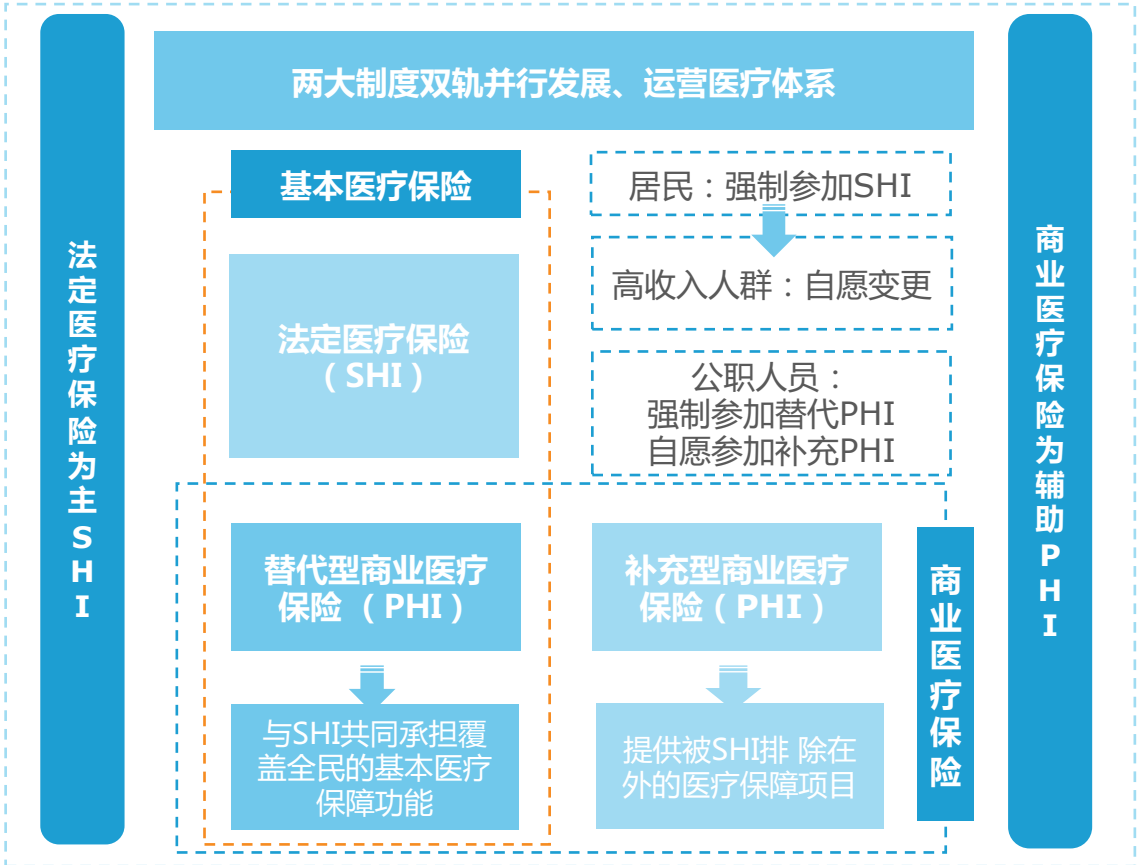 两大制度双轨并行发展、运营医疗体系
法定医疗保险为主SHI
基本医疗保险
法定医疗保险
（SHI）
居民：强制参加SHI
高收入人群：自愿变更
公职人员：
强制参加替代PHI
自愿参加补充PHI
替代型商业医疗
保险 （PHI）
与SHI共同承担覆
盖全民的基本医疗
保障功能
补充型商业医疗
保险（PHI）
提供被SHI排 除在
外的医疗保障项目
商业医疗保险
商业医疗保险为辅助PHI